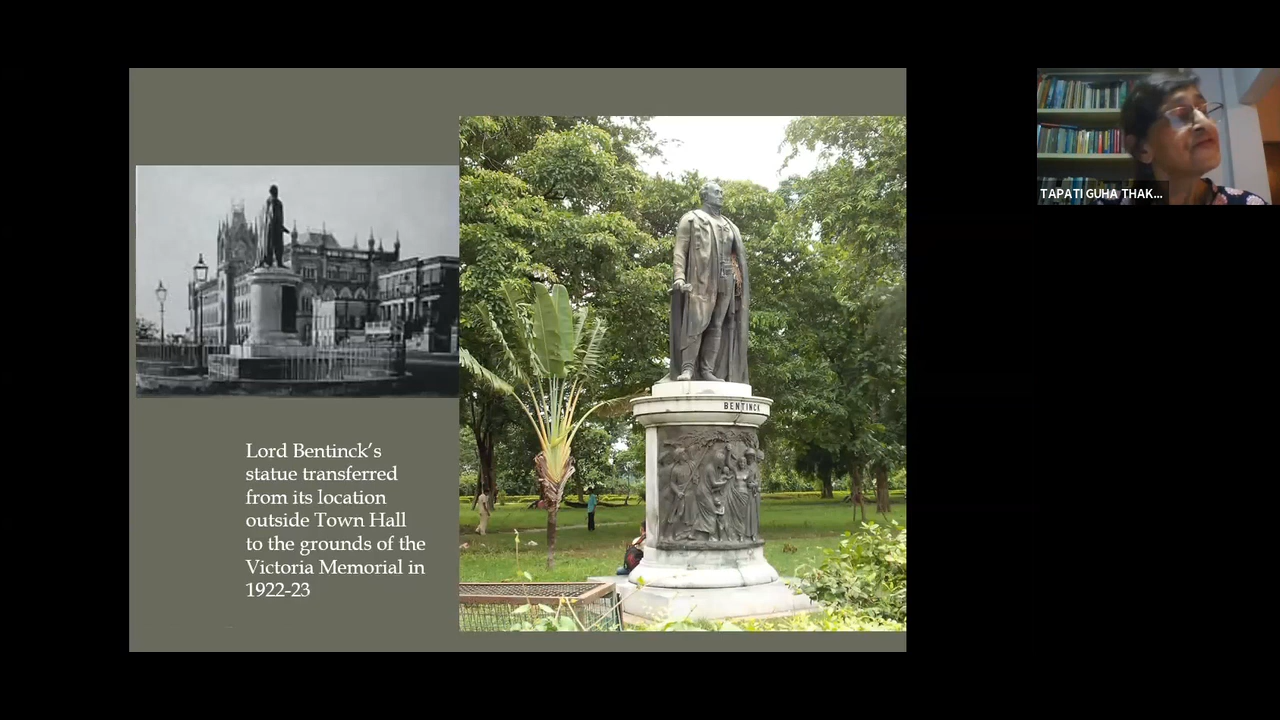 Lord Bentinck's
statue transferred
from its location
outside Town Hall
to the grounds of the
Victoria Memorial in
1922-23
BENTINCK
TAPATI GUHA THAK...